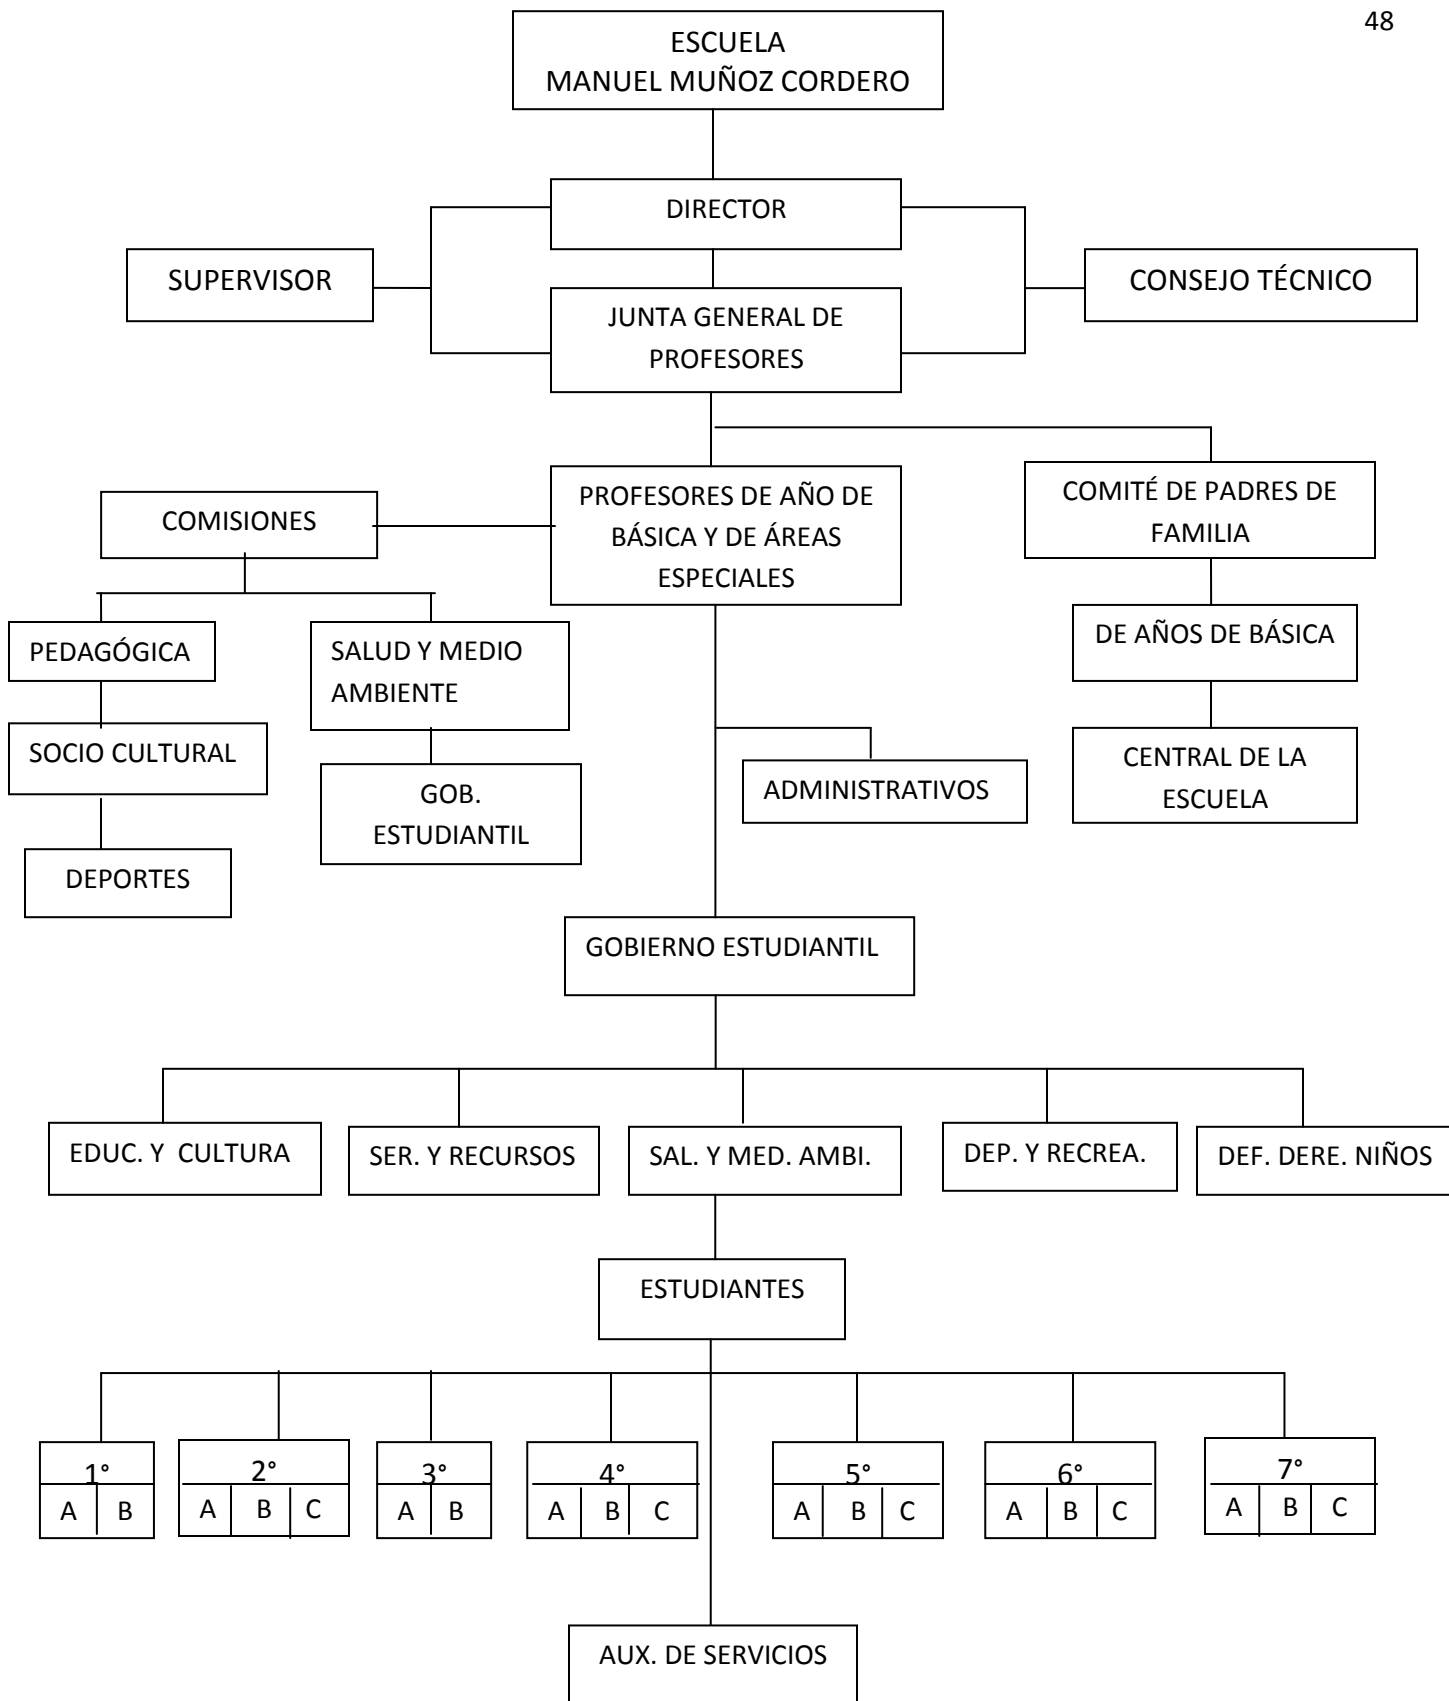 48
ESCUELA
MANUEL MUÑOZ CORDERO
DIRECTOR
SUPERVISOR
CONSEJO TÉCNICO
JUNTA GENERAL DE
PROFESORES
COMISIONES
PROFESORES DE AÑO DE
BÁSICA Y DE ÁREAS
ESPECIALES
COMITÉ DE PADRES DE
FAMILIA
PEDAGÓGICA
SALUD Y MEDIO
AMBIENTE
DE AÑOS DE BÁSICA
SOCIO CULTURAL
GOB.
ESTUDIANTIL
ADMINISTRATIVOS
CENTRAL DE LA
ESCUELA
DEPORTES
GOBIERNO ESTUDIANTIL
EDUC. Y  CULTURA
SER. Y RECURSOS
SAL. Y MED. AMBI.
DEP. Y RECREA.
DEF. DERE. NIÑOS
ESTUDIANTES
1°
A B
2°
A B C
3°
A B
4°
A B C
5°
A B C
6°
A B C
7°
A B C
AUX. DE SERVICIOS